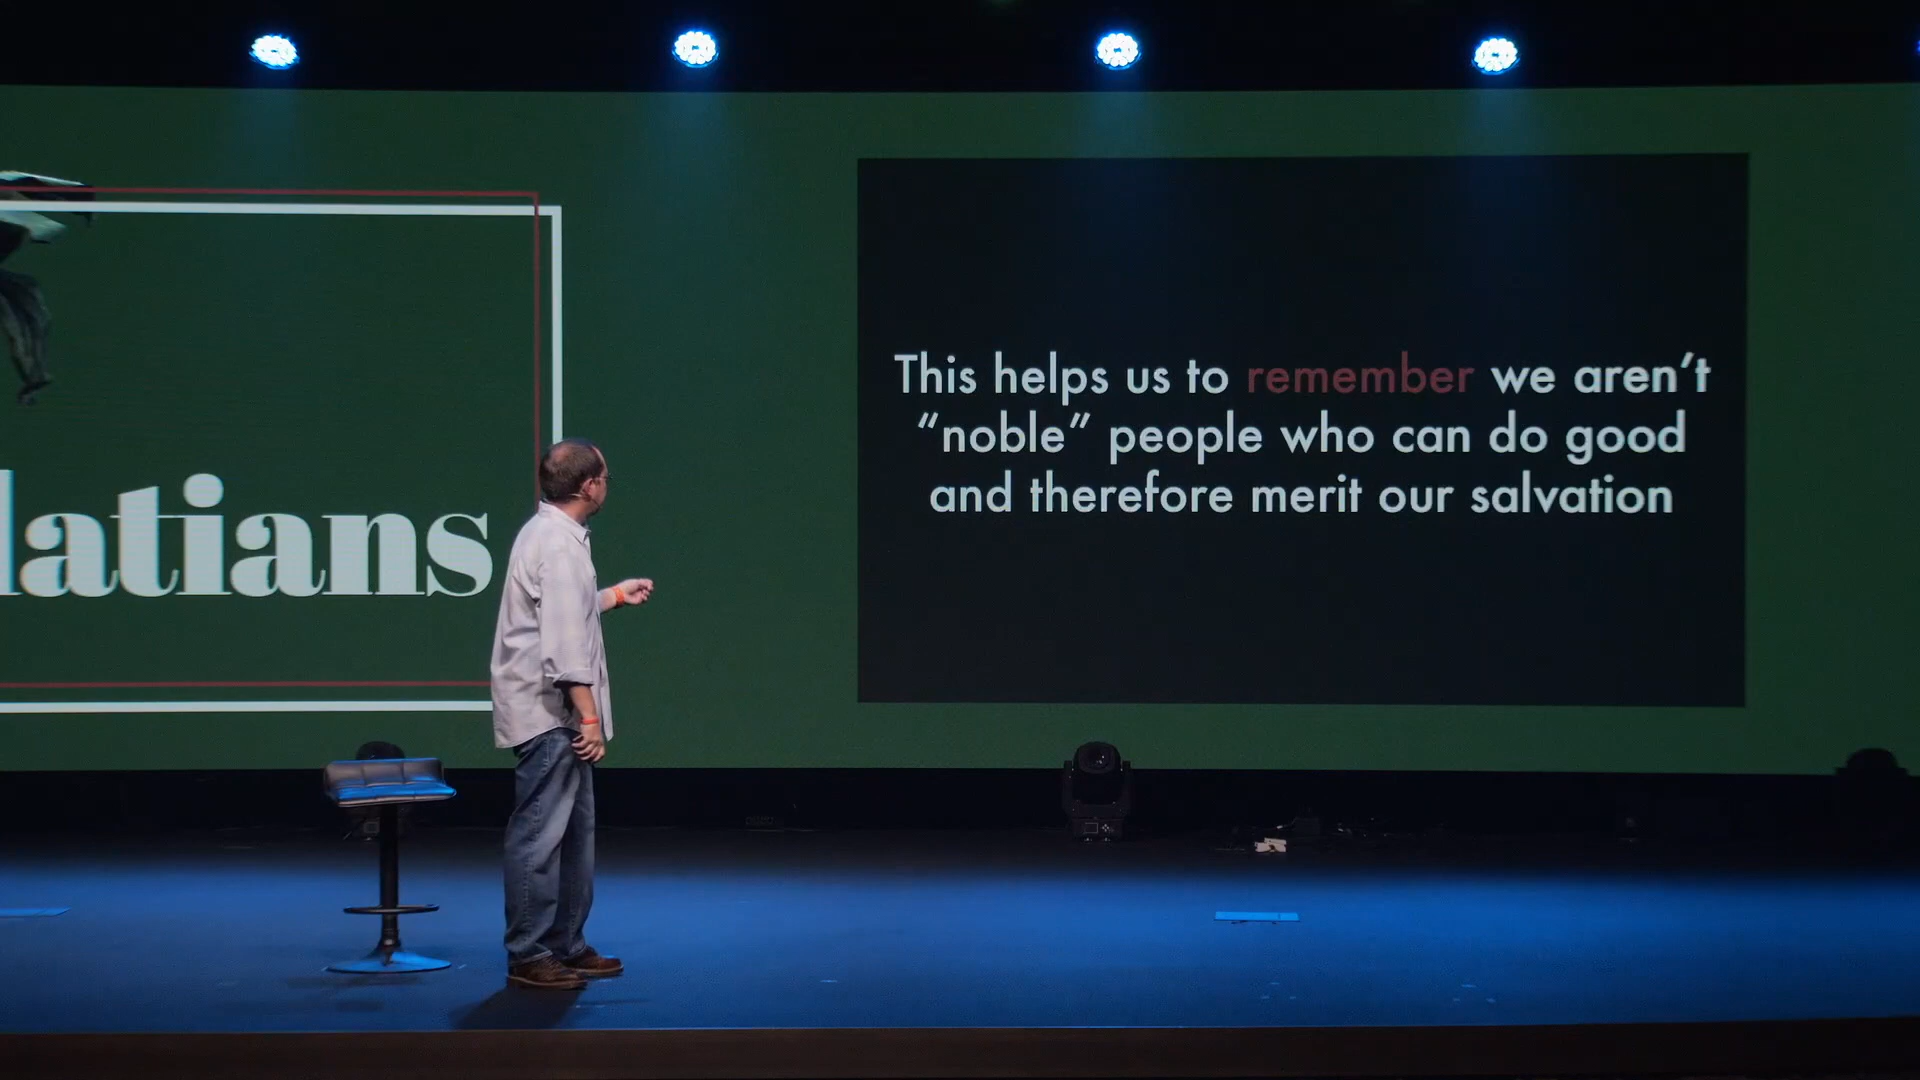 latians
This helps us to remember we aren't
“noble” people who can do good
and therefore merit our salvation